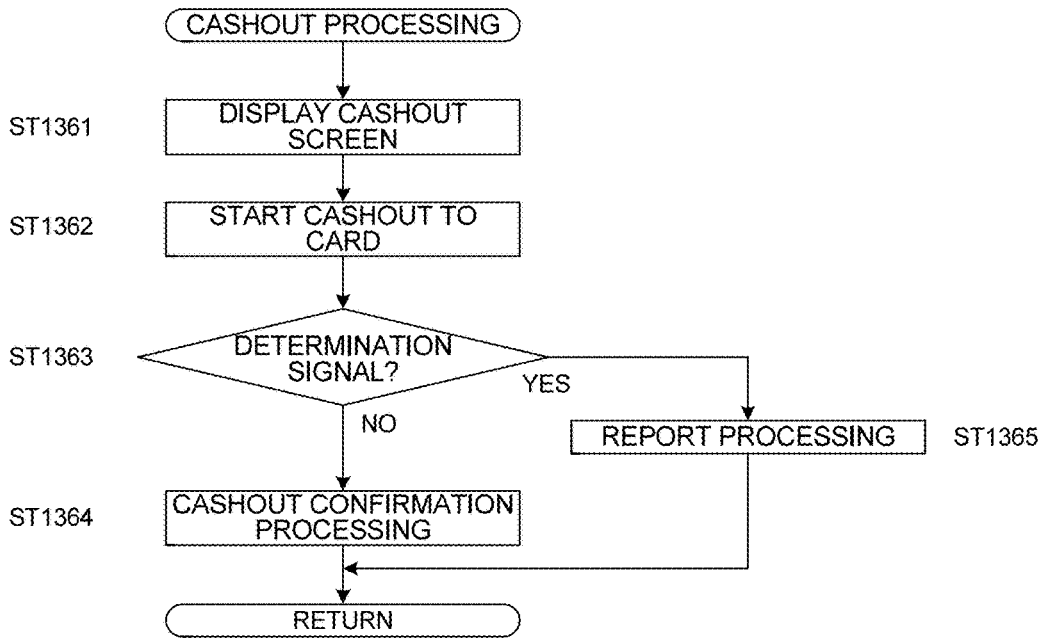 CASHOUT PROCESSING
ST1361
DISPLAY CASHOUT
SCREEN
ST1362
START CASHOUT TO
CARD
ST1363
DETERMINATION
SIGNAL?
YES
NO
REPORT PROCESSING
ST1365
ST1364
CASHOUT CONFIRMATION
PROCESSING
RETURN